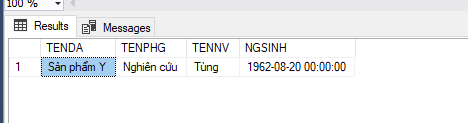 100 %
Results Messages
TENDA TENPHG TENNV NGSINH
1 Sản phẩm Y Nghiên cứu Tùng 1962-08-20 00:00:00